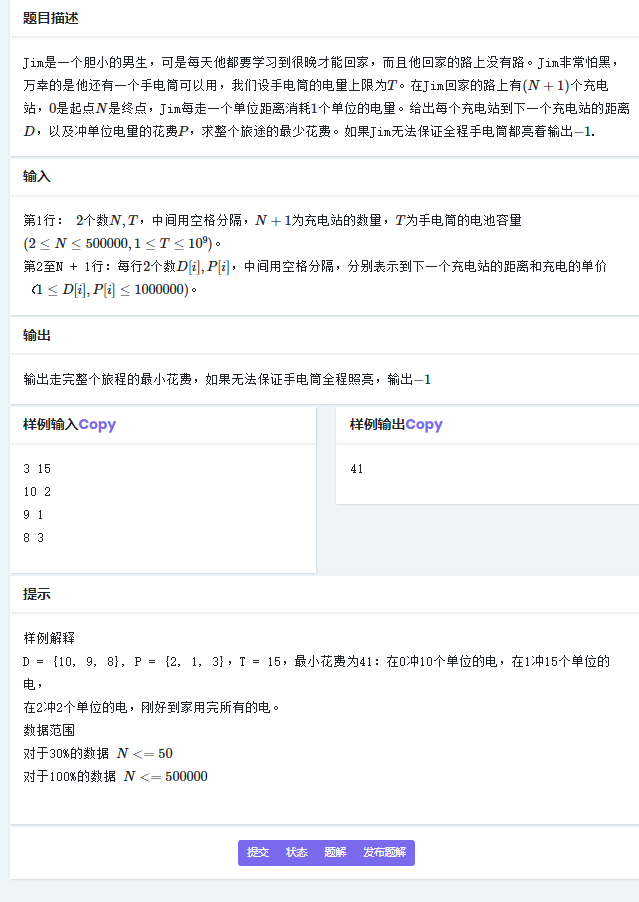 题目描述
Jim是一个胆小的男生，可是每天他都要学习到很晚才能回家，而且他回家的路上没有路。Jim非常怕黑，
万幸的是他还有一个手电筒可以用，我们设手电筒的电量上限为T。在Jim回家的路上有(N + 1)个充电
站，0是起点N是终点，Jim每走一个单位距离消耗1个单位的电量。给出每个充电站到下一个充电站的距离
D，以及冲单位电量的花费P，求整个旅途的最少花费。如果Jim无法保证全程手电筒都亮着输出−1.
输入
第1行： 2个数N, T，中间用空格分隔，N + 1为充电站的数量，T为手电筒的电池容量
(2 ≤ N ≤ 500000, 1 ≤ T ≤ 10⁹)。
第2至N + 1行：每行2个数D[i], P[i]，中间用空格分隔，分别表示到下一个充电站的距离和充电的单价
（1 ≤ D[i], P[i] ≤ 1000000)。
输出
输出走完整个旅程的最小花费，如果无法保证手电筒全程照亮，输出−1
样例输入Copy
3 15
10 2
9 1
8 3
样例输出Copy
41
提示
样例解释
D = {10, 9, 8}, P = {2, 1, 3}，T = 15，最小花费为41：在0冲10个单位的电，在1冲15个单位的
电，
在2冲2个单位的电，刚好到家用完所有的电。
数据范围
对于30%的数据 N <= 50
对于100%的数据 N <= 500000
提交 状态 题解 发布题解